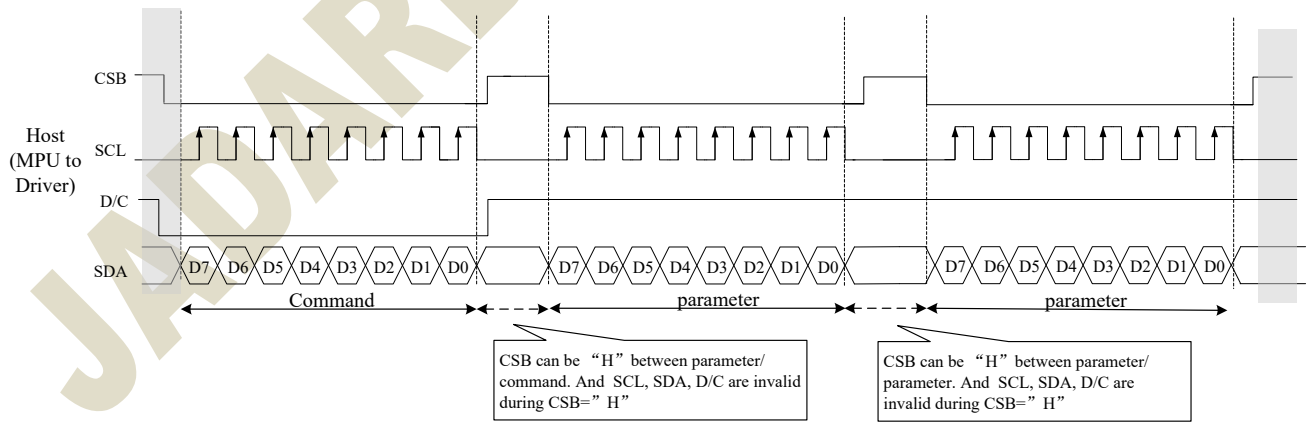 JADARD
CSB
Host
(MPU to
Driver)
SCL
D/C
SDA
D7 D6 D5 D4 D3 D2 D1 D0
D7 D6 D5 D4 D3 D2 D1 D0
D7 D6 D5 D4 D3 D2 D1 D0
Command
parameter
parameter
CSB can be “H” between parameter/
command. And SCL, SDA, D/C are invalid
during CSB=”H”
CSB can be “H” between parameter/
parameter. And SCL, SDA, D/C are
invalid during CSB=”H”